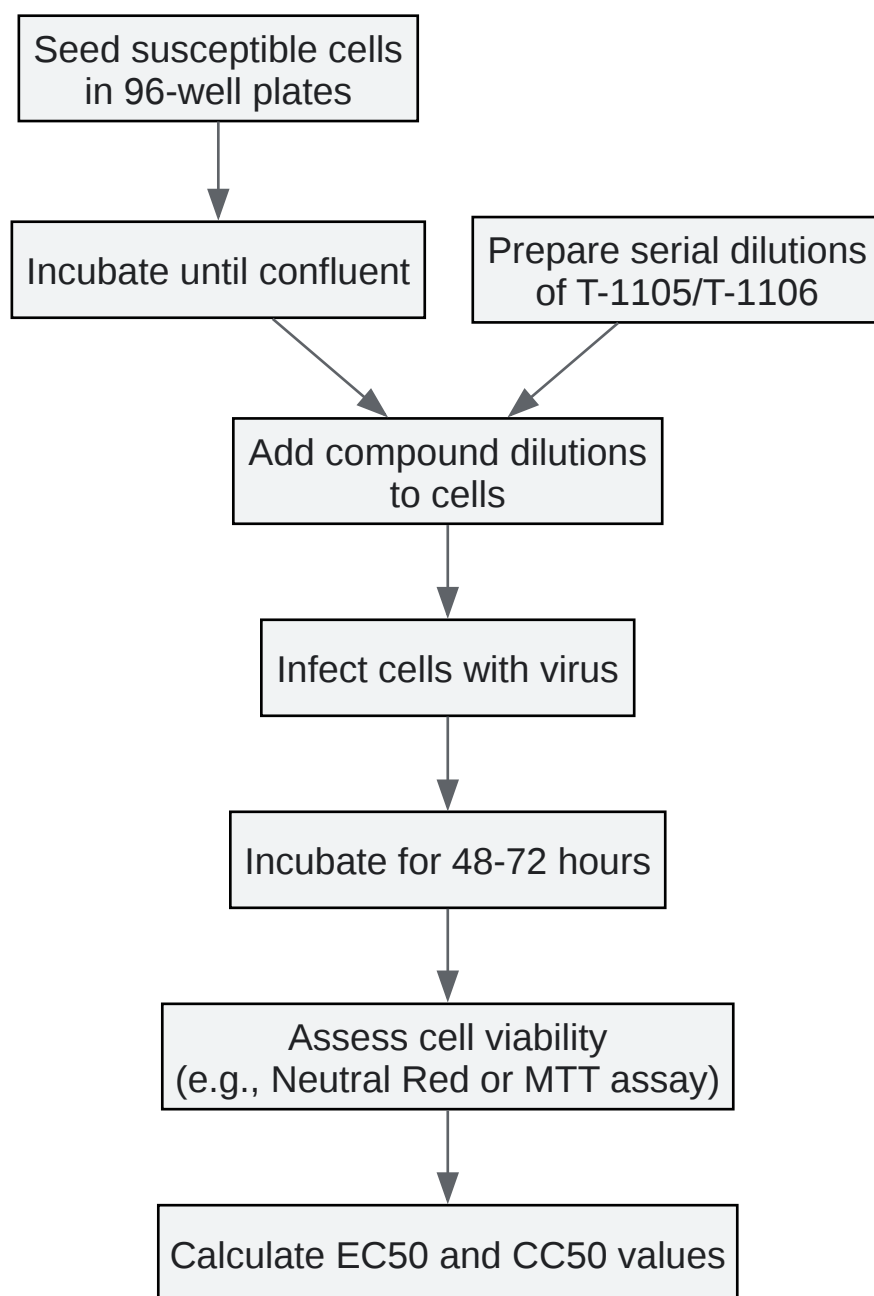 Seed susceptible cells
in 96-well plates
Incubate until confluent
Prepare serial dilutions
of T-1105/T-1106
Add compound dilutions
to cells
Infect cells with virus
Incubate for 48-72 hours
Assess cell viability
(e.g., Neutral Red or MTT assay)
Calculate EC50 and CC50 values